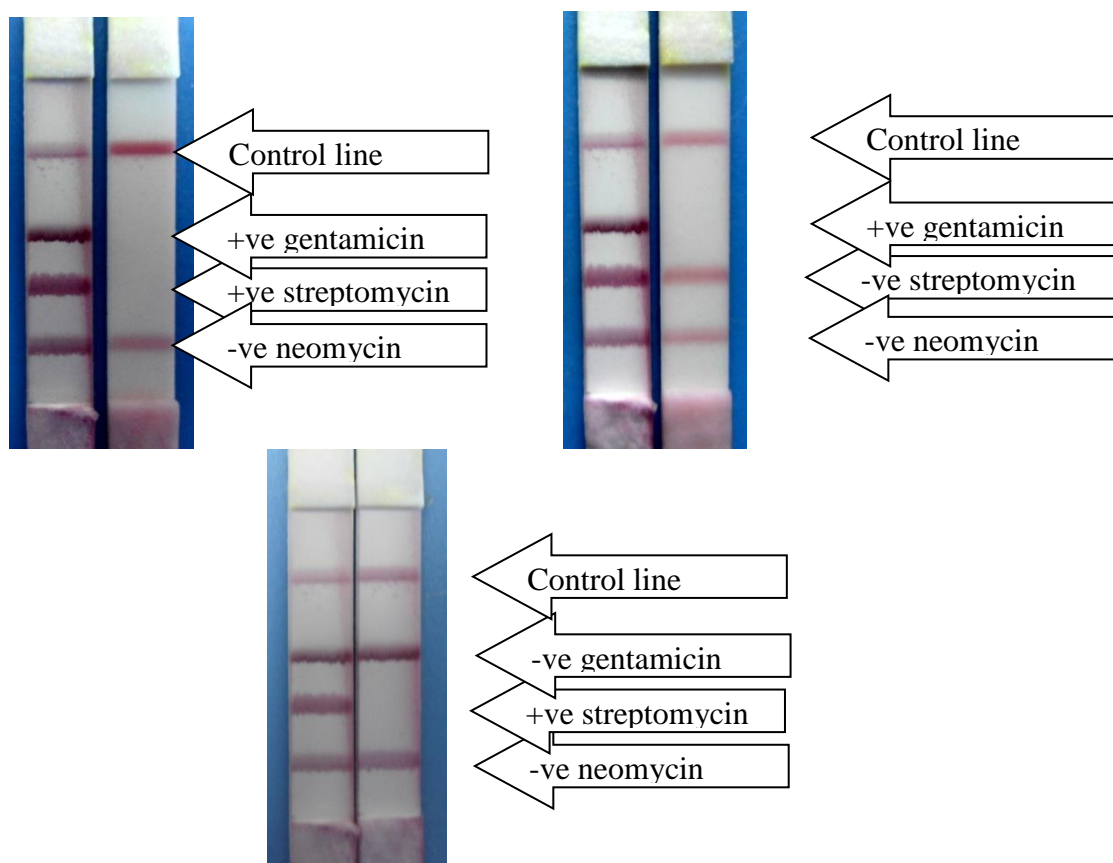 Control line
+ve gentamicin
+ve streptomycin
-ve neomycin
Control line
+ve gentamicin
-ve streptomycin
-ve neomycin
Control line
-ve gentamicin
+ve streptomycin
-ve neomycin